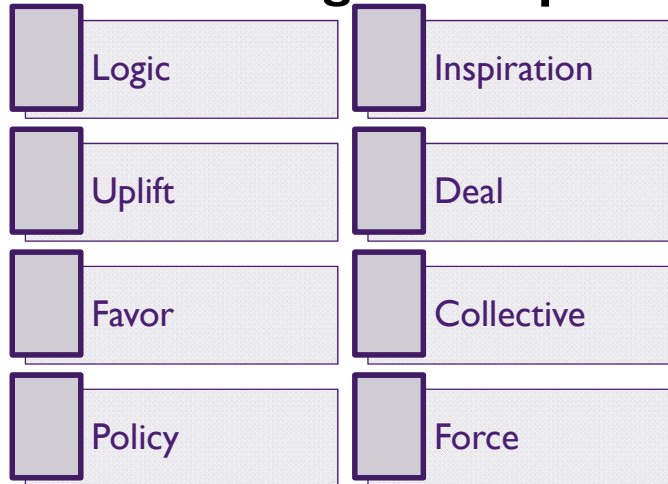 Logic
Inspiration
Uplift
Deal
Favor
Collective
Policy
Force